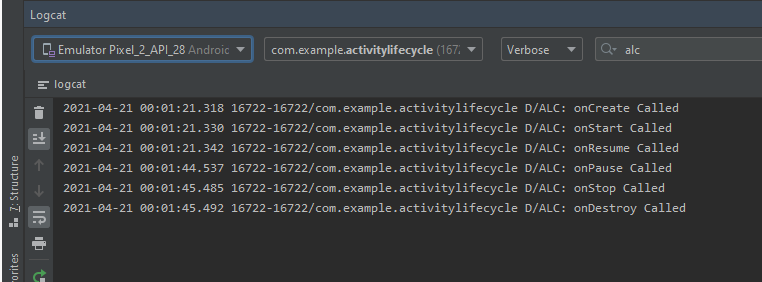 Logcat
Emulator Pixel_2_API_28 Androic
com.example.activitylifecycle (1672
Verbose
alc
logcat
2021-04-21 00:01:21.318 16722-16722/com.example.activitylifecycle D/ALC: onCreate Called
2021-04-21 00:01:21.330 16722-16722/com.example.activitylifecycle D/ALC: onStart Called
2021-04-21 00:01:21.342 16722-16722/com.example.activitylifecycle D/ALC: onResume Called
2021-04-21 00:01:44.537 16722-16722/com.example.activitylifecycle D/ALC: onPause Called
2021-04-21 00:01:45.485 16722-16722/com.example.activitylifecycle D/ALC: onStop Called
2021-04-21 00:01:45.492 16722-16722/com.example.activitylifecycle D/ALC: onDestroy Called
7: Structure
orites